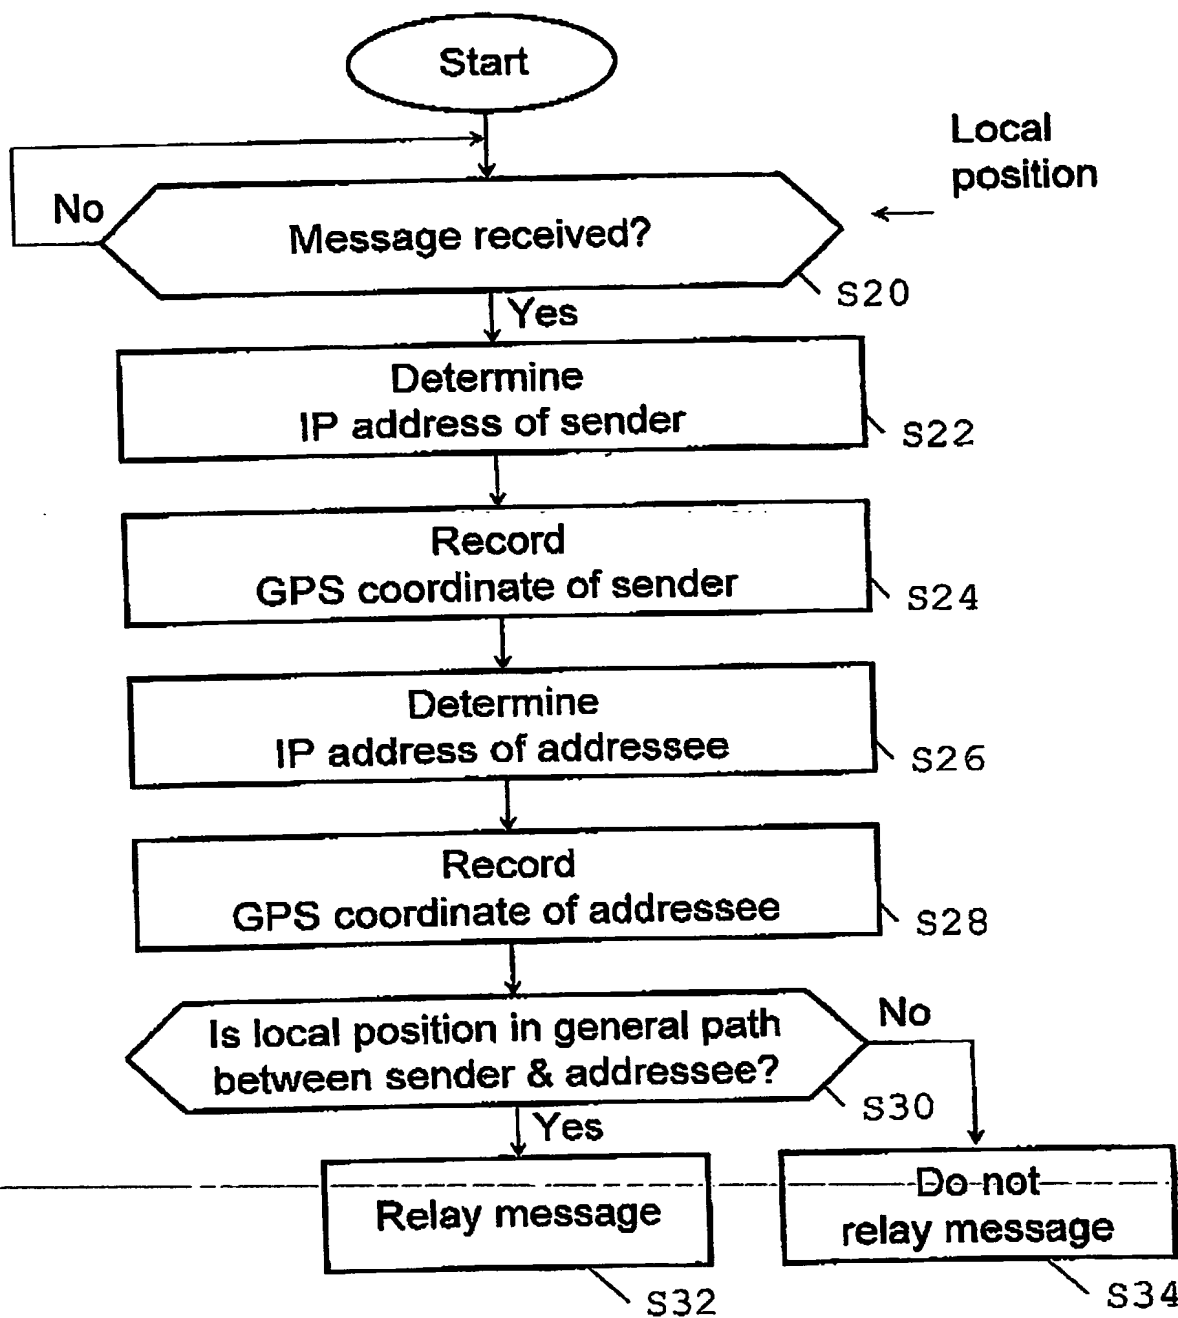 Start
Local
position
No
Message received?
S20
Yes
Determine
IP address of sender
S22
Record
GPS coordinate of sender
S24
Determine
IP address of addressee
S26
Record
GPS coordinate of addressee
S28
Is local position in general path
between sender & addressee?
No
S30
Yes
Relay message
S32
Do not
relay message
S34